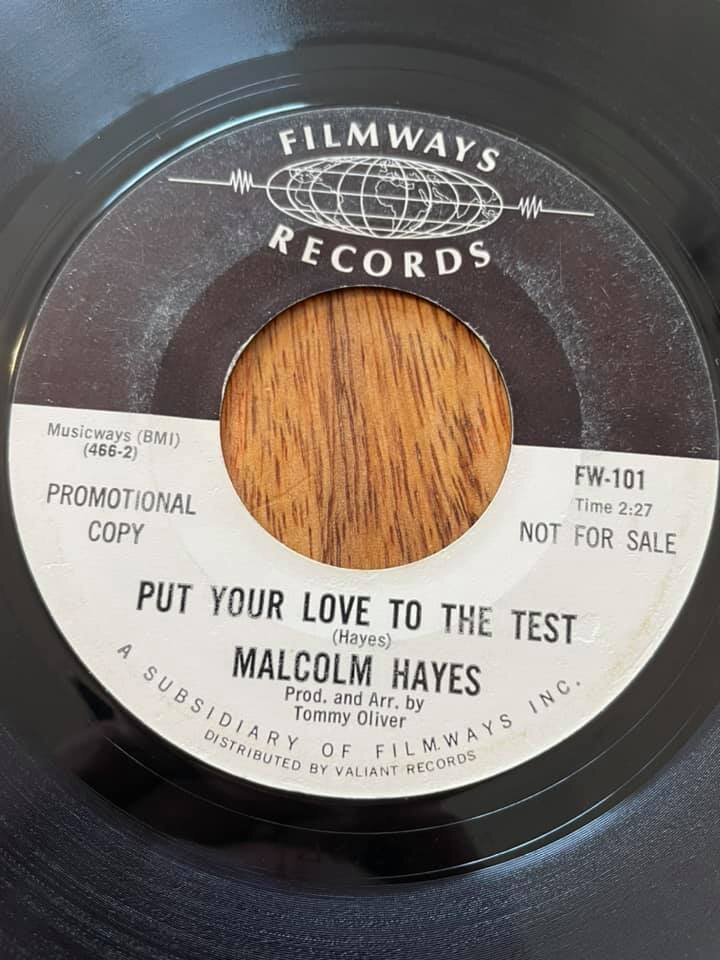 FILMWAYS
RECORDS
Musicways (BMI)
(466-2)
PROMOTIONAL
COPY
FW-101
Time 2:27
NOT FOR SALE
PUT YOUR LOVE TO THE TEST
(Hayes)
MALCOLM HAYES
Prod. and Arr. by
Tommy Oliver
A SUBSIDIARY OF FILMWAYS INC.
DISTRIBUTED BY VALIANT RECORDS